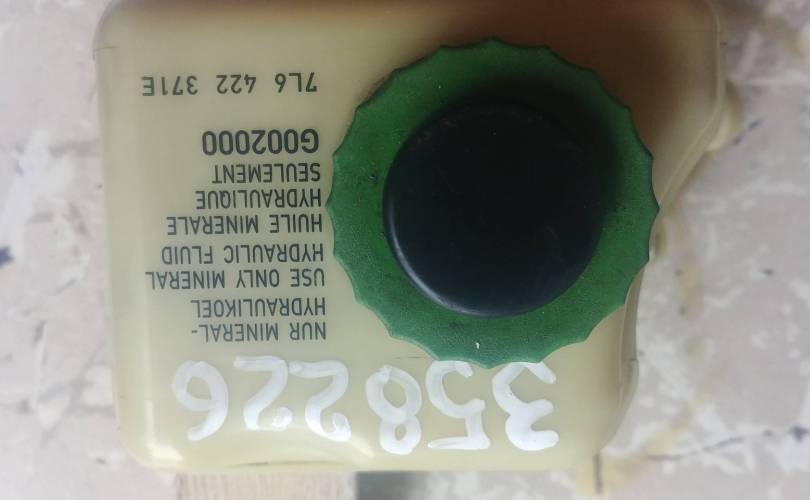 358226
NUR MINERAL-
HYDRAULIKOEL
USE ONLY MINERAL
HYDRAULIC FLUID
HUILE MINERALE
HYDRAULIQUE
SEULEMENT
G002000
7L6 422 371E